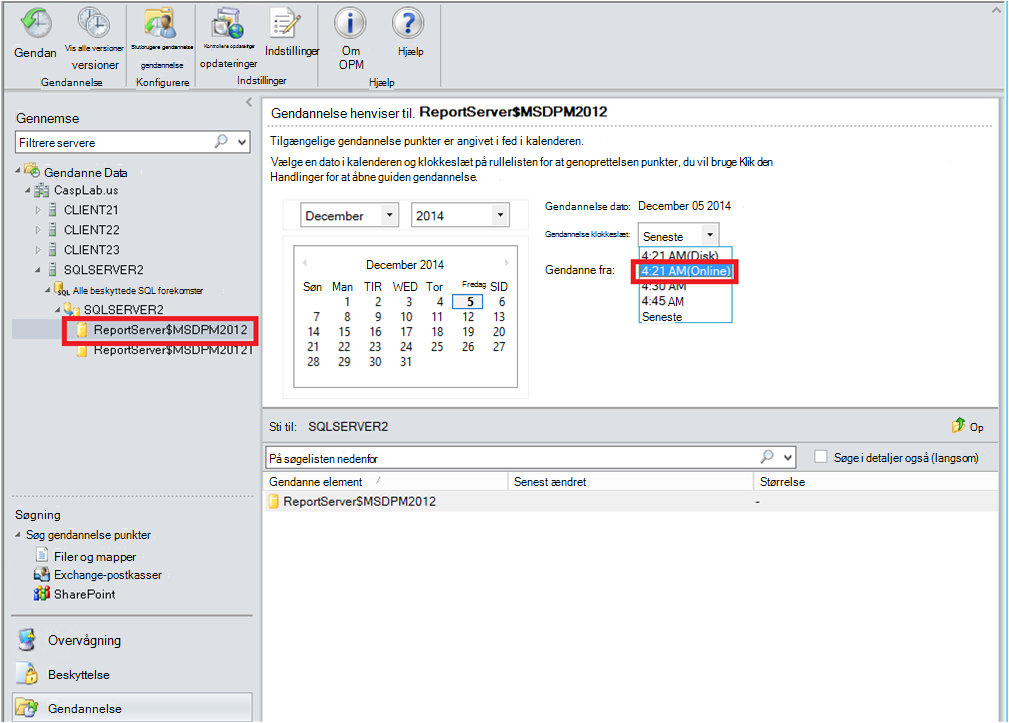 Gendan
Vis alle versioner
versioner
Gendannelse
Slutbrugere gendannelse
gendannelse
Konfigurere
Kontrollere opdateringer
opdateringer
Indstillinger
Indstillinger
Om
OPM
Hjælp
Hjælp
Gennemse
Filtrere servere
Gendanne Data
CaspLab.us
CLIENT21
CLIENT22
CLIENT23
SQLSERVER2
Alle beskyttede SQL forekomster
SQLSERVER2
ReportServer$MSDPM2012
ReportServer$MSDPM2012T
Søgning
Søg gendannelse punkter
Filer og mapper
Exchange-postkasser
SharePoint
Overvågning
Beskyttelse
Gendannelse
Gendannelse henviser til. ReportServer$MSDPM2012
Tilgængelige gendannelse punkter er angivet i fed i kalenderen.
Vælge en dato i kalenderen og klokkeslæt på rullelisten for at genoprettelsen punkter, du vil bruge Klik den
Handlinger for at åbne guiden gendannelse.
December 2014
December 2014
Søn Man TIR WED Tor Fredag SID
1 2 3 4 5 6
7 8 9 10 11 12 13
14 15 16 17 18 19 20
21 22 23 24 25 26 27
28 29 30 31
Gendannelse dato: December 05 2014
Gendannelse klokkeslæt: Seneste
4:21 AM(Disk)
Gendanne fra: 4:21 AM(Online)
4:30 AM
4:45 AM
Seneste
Sti til: SQLSERVER2 Op
På søgelisten nedenfor Søge i detaljer også (langsom)
Gendanne element / Senest ændret Størrelse
ReportServer$MSDPM2012 -